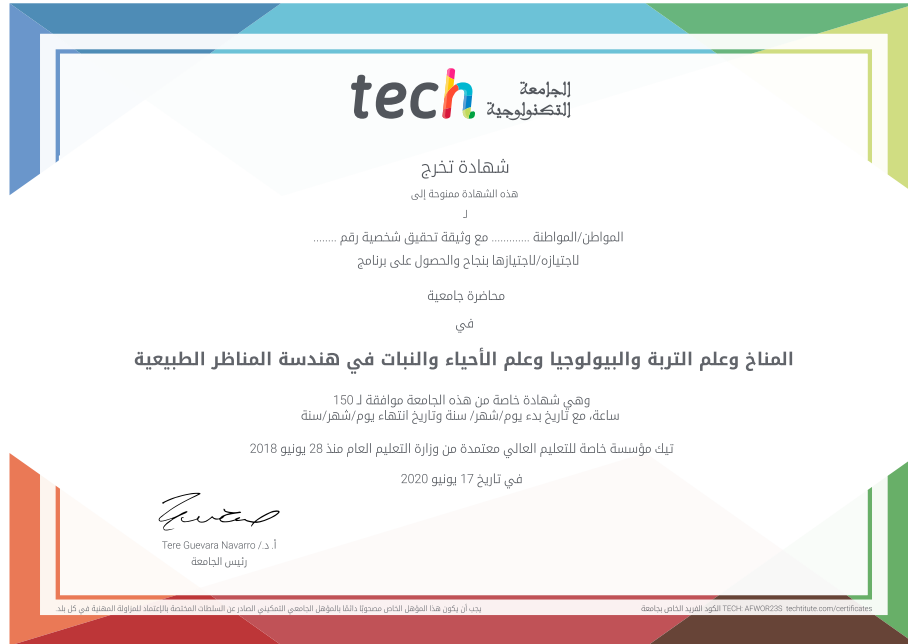 tech الجامعة
التكنولوجية
شهادة تخرج
هذه الشهادة ممنوحة إلى
لـ
المواطن/المواطنة ............ مع وثيقة تحقيق شخصية رقم ........
لاجتيازه/لاجتيازها بنجاح والحصول على برنامج
محاضرة جامعية
في
المناخ وعلم التربة والبيولوجيا وعلم الأحياء والنبات في هندسة المناظر الطبيعية
وهي شهادة خاصة من هذه الجامعة موافقة لـ 150
ساعة، مع تاريخ بدء يوم/شهر/ سنة وتاريخ انتهاء يوم/شهر/سنة
تيك مؤسسة خاصة للتعليم العالي معتمدة من وزارة التعليم العام منذ 28 يونيو 2018
في تاريخ 17 يونيو 2020
أ. د./ Tere Guevara Navarro
رئيس الجامعة
يجب أن يكون هذا المؤهل الخاص مصحوبًا دائمًا بالمؤهل الجامعي التمكيني الصادر عن السلطات المختصة بالإعتماد للمزاولة المهنية في كل بلد.
الكود الفريد الخاص بجامعة TECH: AFWOR23S techtitute.com/certificates